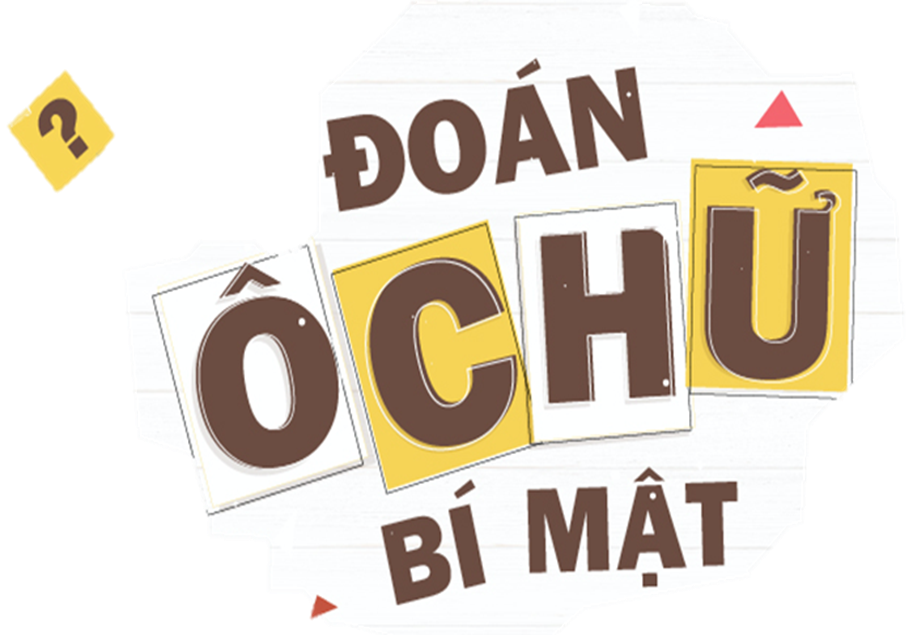 ?
ĐOÁN
Ô CHỮ
BÍ MẬT